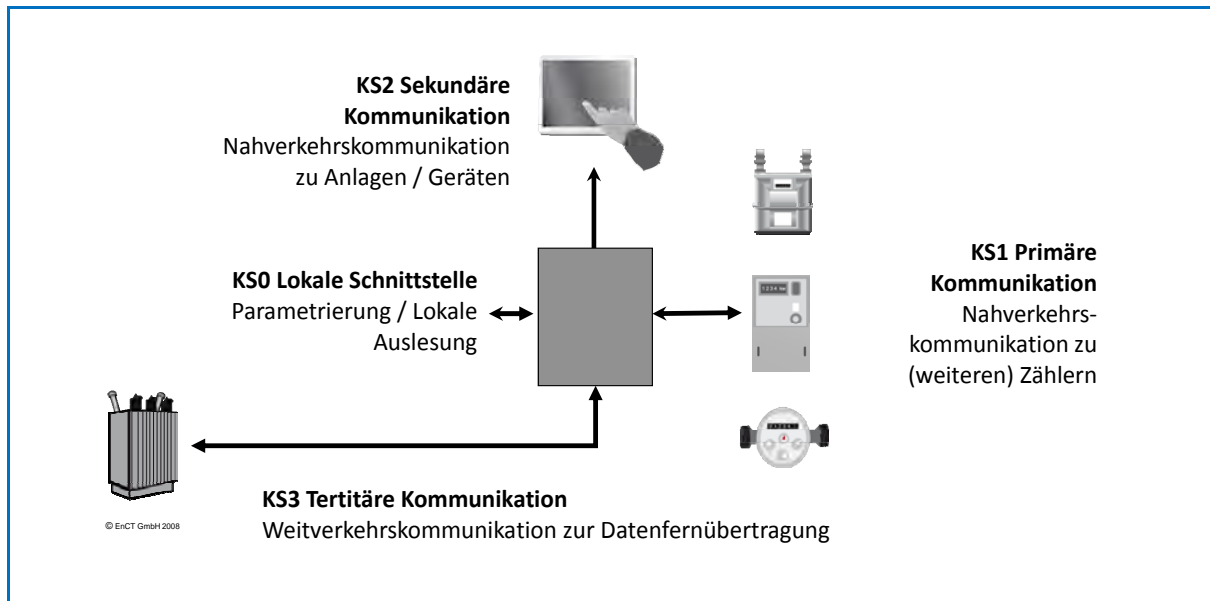 KS2 Sekundäre
Kommunikation
Nahverkehrskommunikation
zu Anlagen / Geräten
KS0 Lokale Schnittstelle
Parametrierung / Lokale
Auslesung
KS1 Primäre
Kommunikation
Nahverkehrs-
kommunikation zu
(weiteren) Zählern
KS3 Tertitäre Kommunikation
Weitverkehrskommunikation zur Datenfernübertragung
© EnCT GmbH 2008